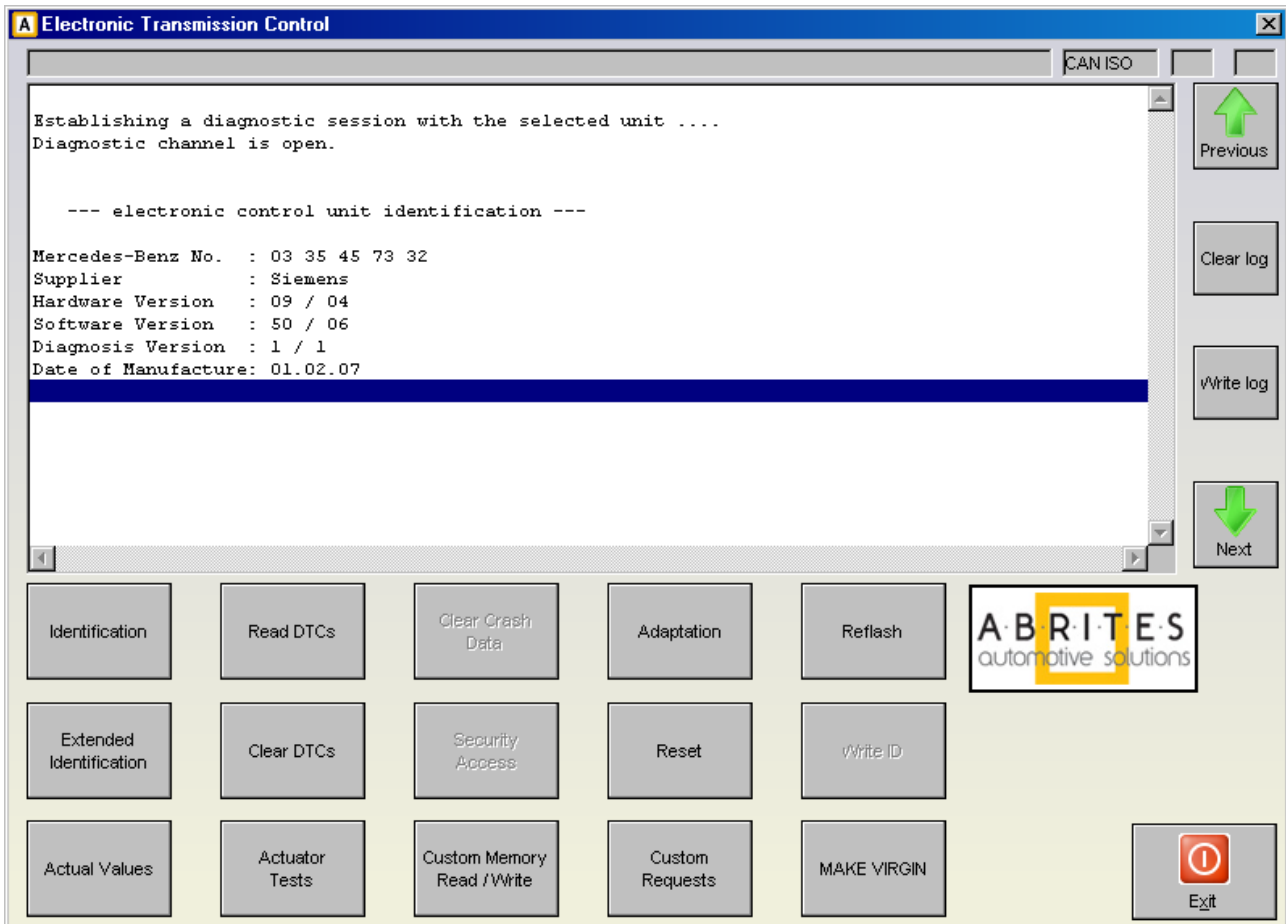 A Electronic Transmission Control
CAN ISO
Establishing a diagnostic session with the selected unit ....
Diagnostic channel is open.
--- electronic control unit identification ---
Mercedes-Benz No. : 03 35 45 73 32
Supplier : Siemens
Hardware Version : 09 / 04
Software Version : 50 / 06
Diagnosis Version : 1 / 1
Date of Manufacture: 01.02.07
Previous
Clear log
Write log
Next
Identification
Read DTCs
Clear Crash
Data
Adaptation
Reflash
A·B·R·I·T·E·S
automotive solutions
Extended
Identification
Clear DTCs
Security
Access
Reset
Write ID
Actual Values
Actuator
Tests
Custom Memory
Read / Write
Custom
Requests
MAKE VIRGIN
Exit